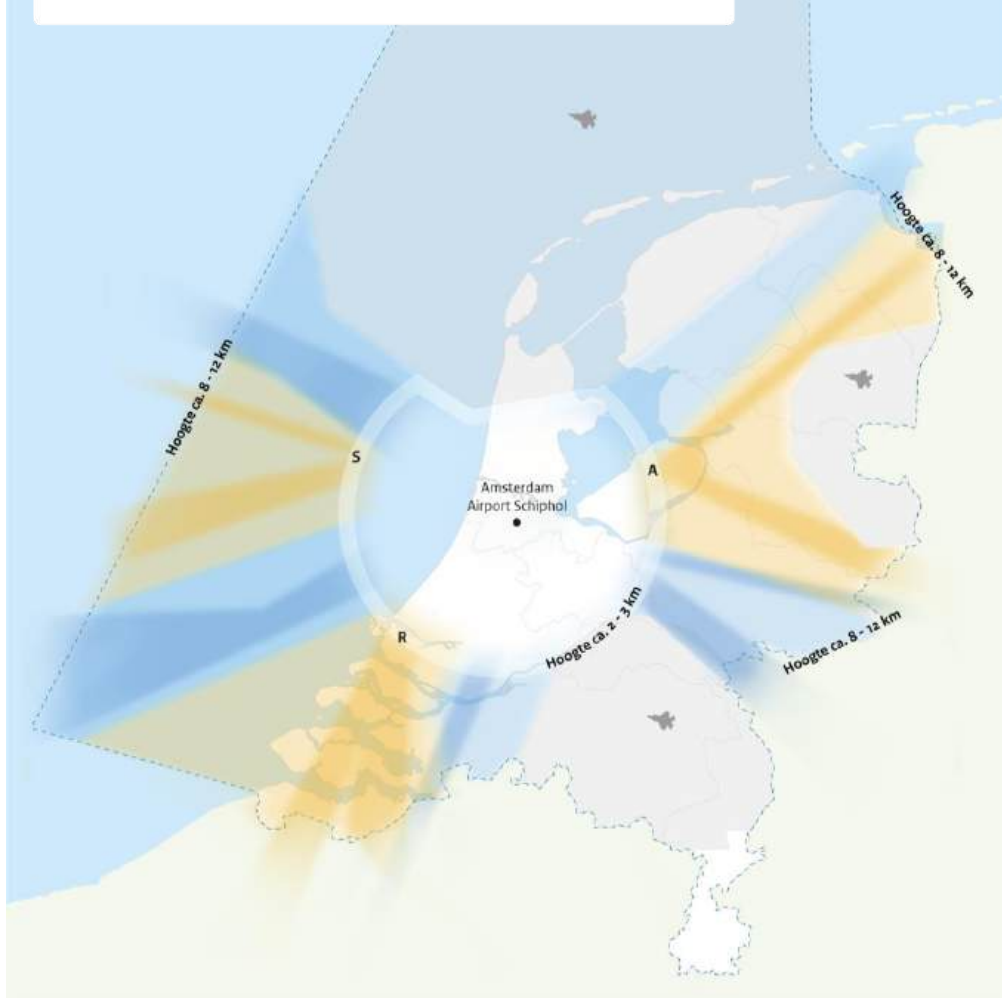 Hoogte ca. 8 - 12 km
Hoogte ca. 8 - 12 km
S
A
Amsterdam
Airport Schiphol
R
Hoogte ca. 2 - 3 km
Hoogte ca. 8 - 12 km